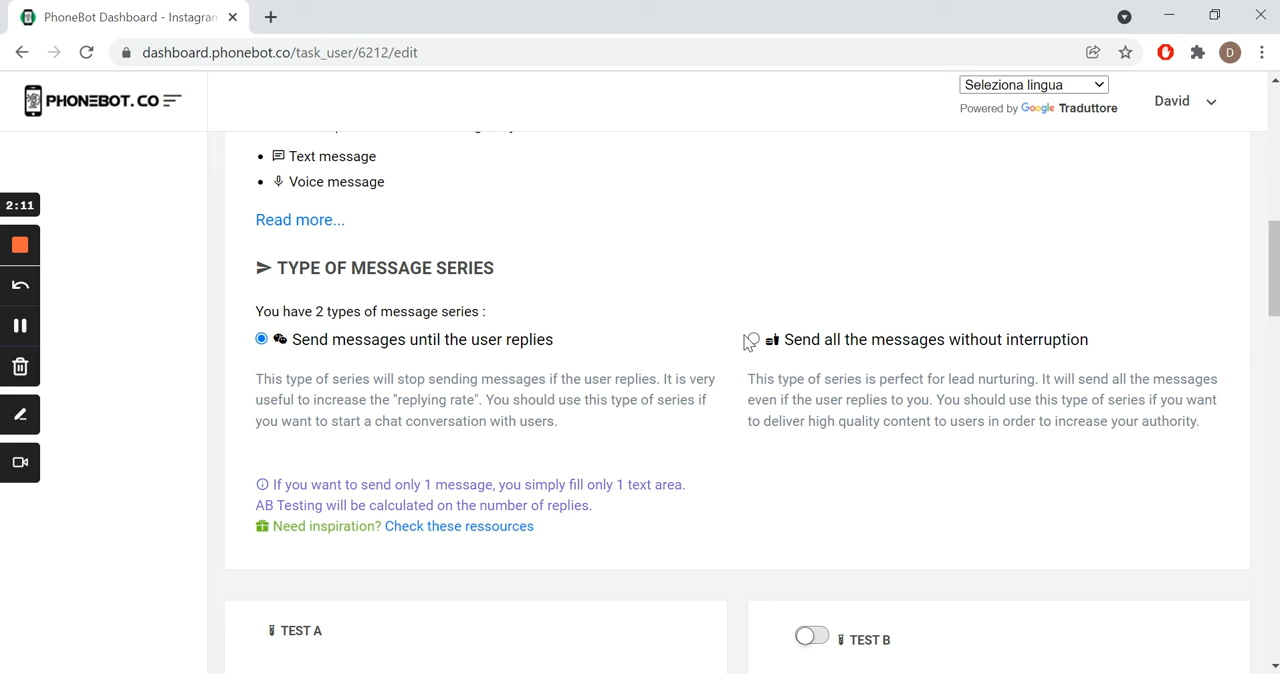 PhoneBot Dashboard - Instagram
dashboard.phonebot.co/task_user/6212/edit
D
PHONEBOT.CO
Seleziona lingua
Powered by Google Traduttore
David
Text message
Voice message
2:11
Read more...
TYPE OF MESSAGE SERIES
You have 2 types of message series :
Send messages until the user replies
This type of series will stop sending messages if the user replies. It is very
useful to increase the "replying rate". You should use this type of series if
you want to start a chat conversation with users.
Send all the messages without interruption
This type of series is perfect for lead nurturing. It will send all the messages
even if the user replies to you. You should use this type of series if you want
to deliver high quality content to users in order to increase your authority.
If you want to send only 1 message, you simply fill only 1 text area.
AB Testing will be calculated on the number of replies.
Need inspiration? Check these ressources
TEST A
TEST B